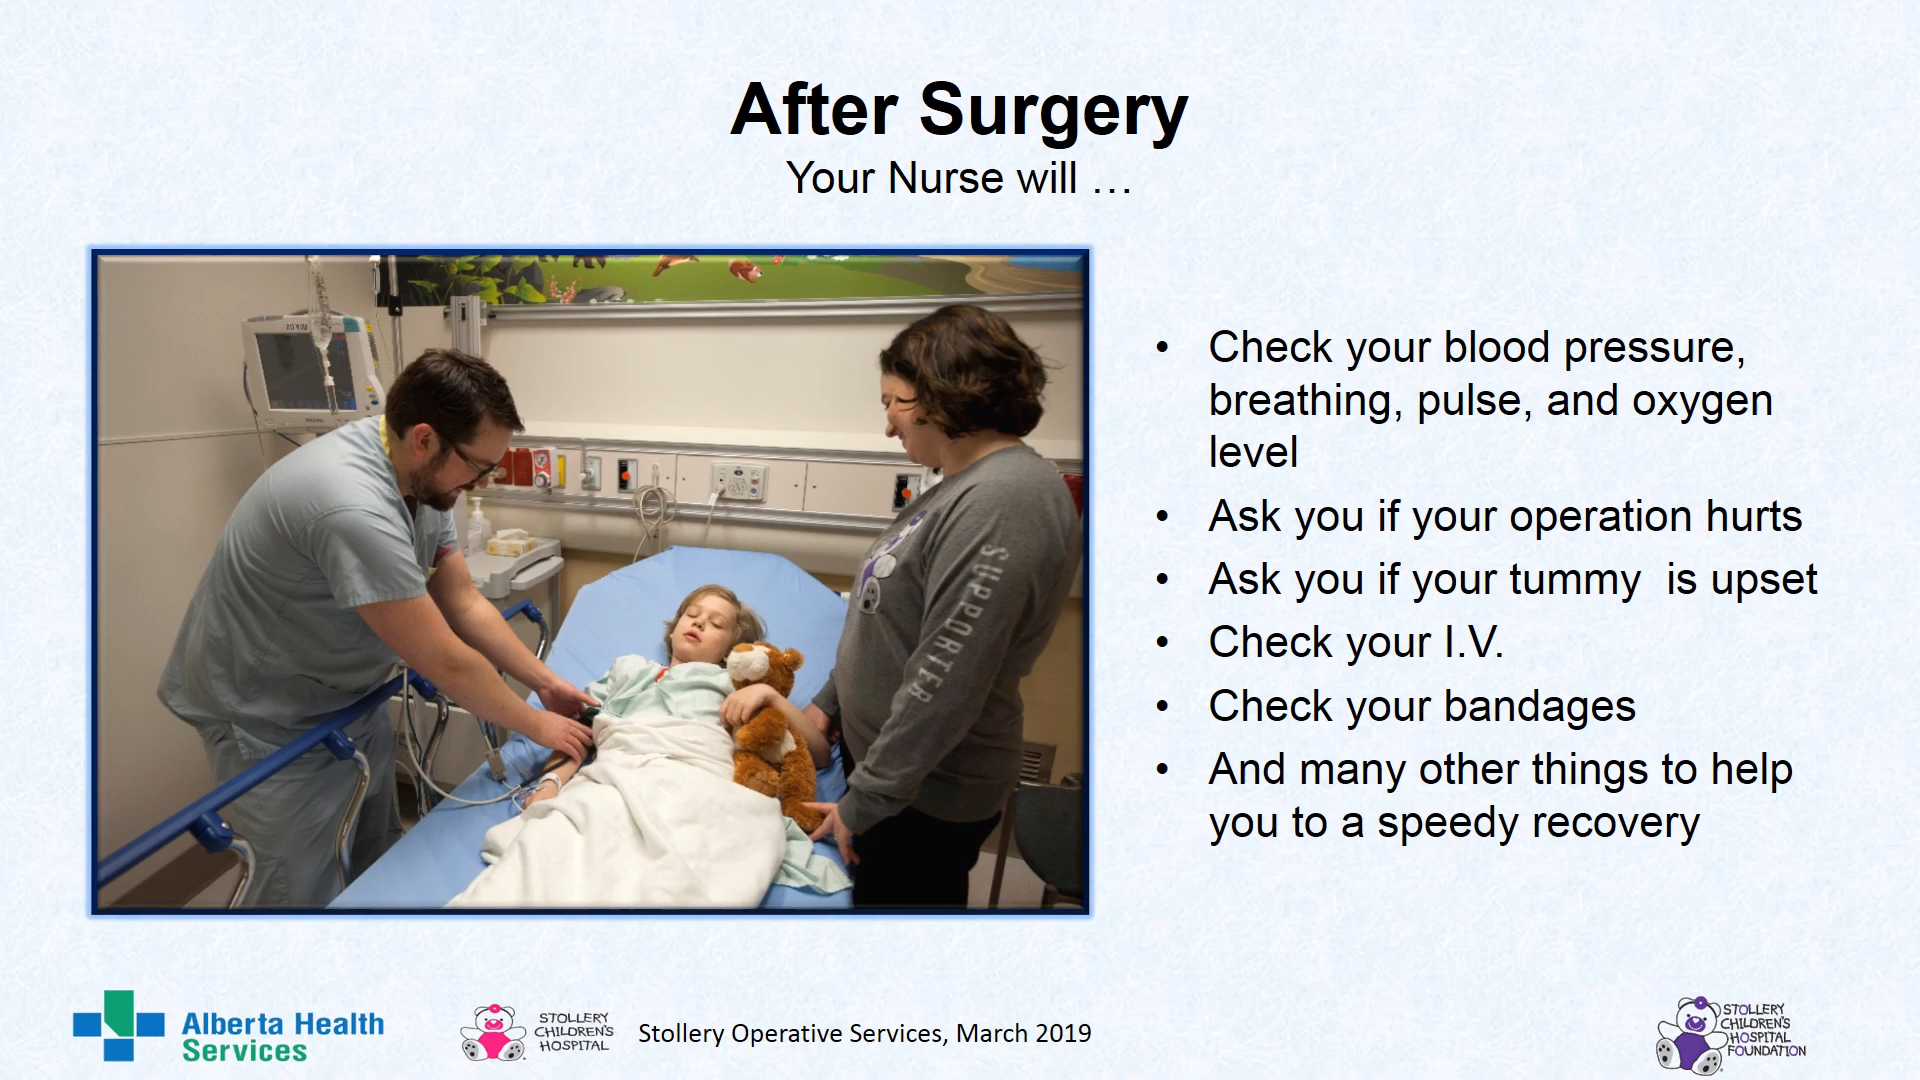 After Surgery
Your Nurse will …
• Check your blood pressure,
breathing, pulse, and oxygen
level
• Ask you if your operation hurts
• Ask you if your tummy  is upset
• Check your I.V.
• Check your bandages
• And many other things to help
you to a speedy recovery
SUPPORTER
Alberta Health
Services
STOLLERY
CHILDREN'S
HOSPITAL
Stollery Operative Services, March 2019
STOLLERY
CHILDREN'S
HOSPITAL
FOUNDATION